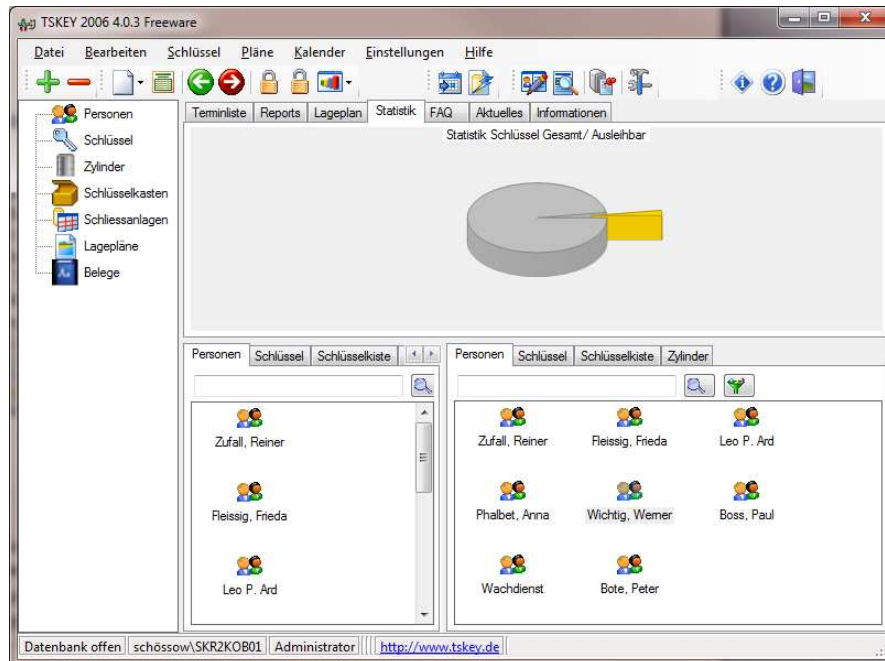 TSKEY 2006 4.0.3 Freeware
Datei Bearbeiten Schlüssel Pläne Kalender Einstellungen Hilfe
Personen
Schlüssel
Zylinder
Schlüsselkasten
Schliessanlagen
Lagepläne
Belege
Terminliste Reports Lageplan Statistik FAQ Aktuelles Informationen
Statistik Schlüssel Gesamt/ Ausleihbar
Personen Schlüssel Schlüsselkiste
Zufall, Reiner
Fleissig, Frieda
Leo P. Ard
Personen Schlüssel Schlüsselkiste Zylinder
Zufall, Reiner Fleissig, Frieda Leo P. Ard
Phalbet, Anna Wichtig, Werner Boss, Paul
Wachdienst Bote, Peter
Datenbank offen schössow\SKR2KOB01 Administrator http://www.tskey.de